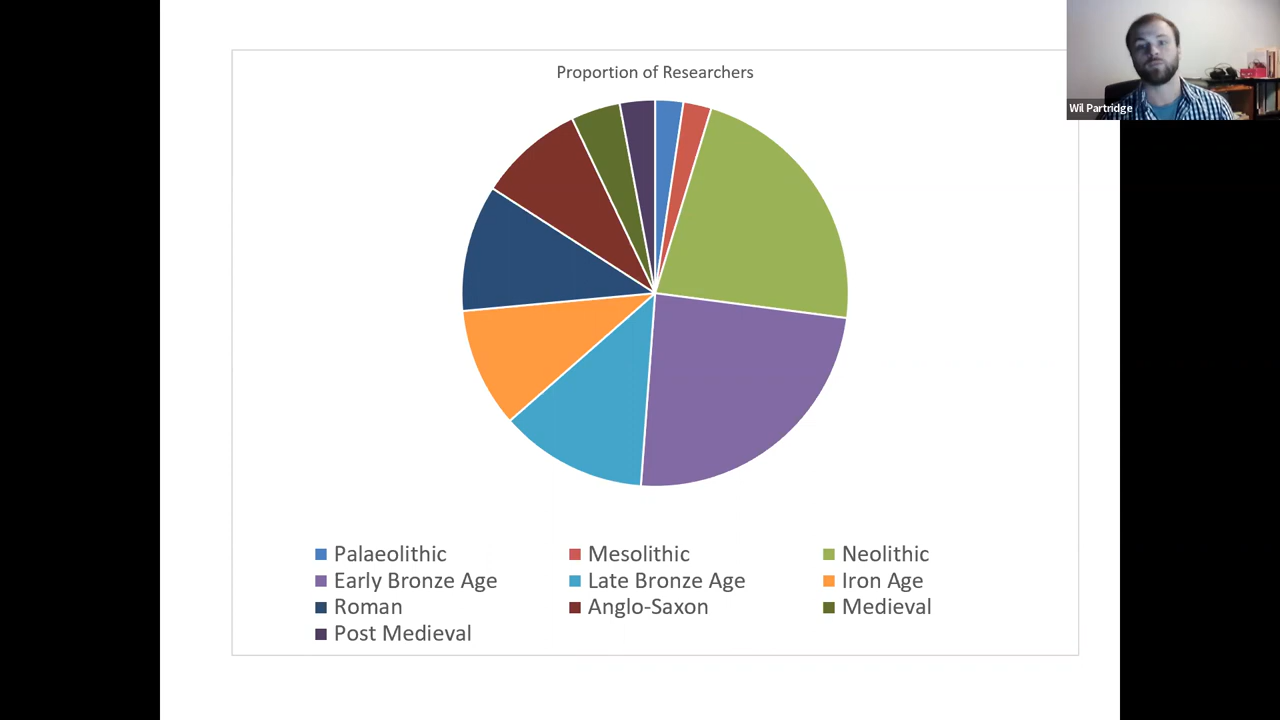 Proportion of Researchers
Wil Partridge
Palaeolithic
Mesolithic
Neolithic
Early Bronze Age
Late Bronze Age
Iron Age
Roman
Anglo-Saxon
Medieval
Post Medieval